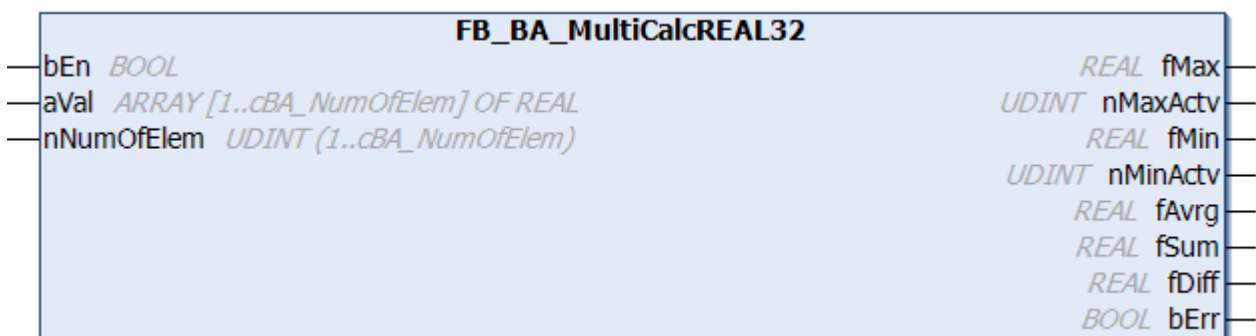 FB_BA_MultiCalcREAL32
bEn BOOL REAL fMax
aVal ARRAY [1..cBA_NumOfElem] OF REAL UDINT nMaxActv
nNumOfElem UDINT (1..cBA_NumOfElem) REAL fMin
UDINT nMinActv
REAL fAvrg
REAL fSum
REAL fDiff
BOOL bErr